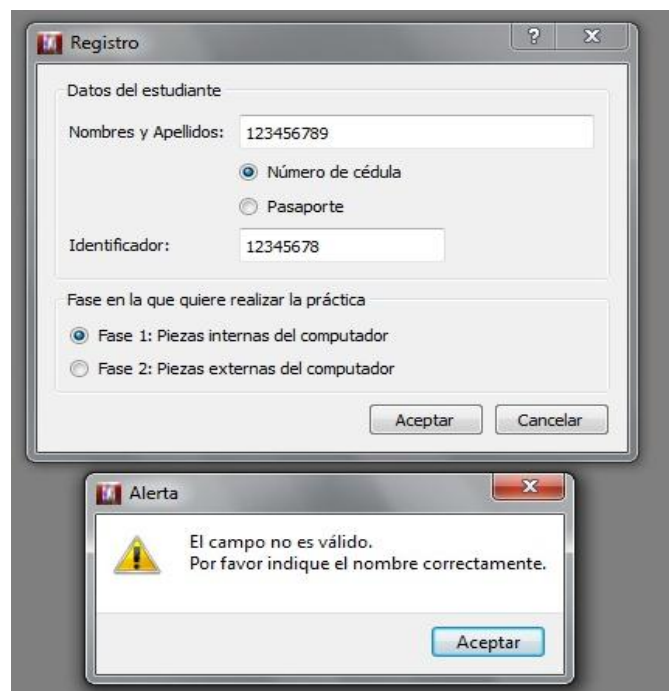 Registro
Datos del estudiante
Nombres y Apellidos: 123456789
Número de cédula
Pasaporte
Identificador: 12345678
Fase en la que quiere realizar la práctica
Fase 1: Piezas internas del computador
Fase 2: Piezas externas del computador
Aceptar Cancelar
Alerta
El campo no es válido.
Por favor indique el nombre correctamente.
Aceptar